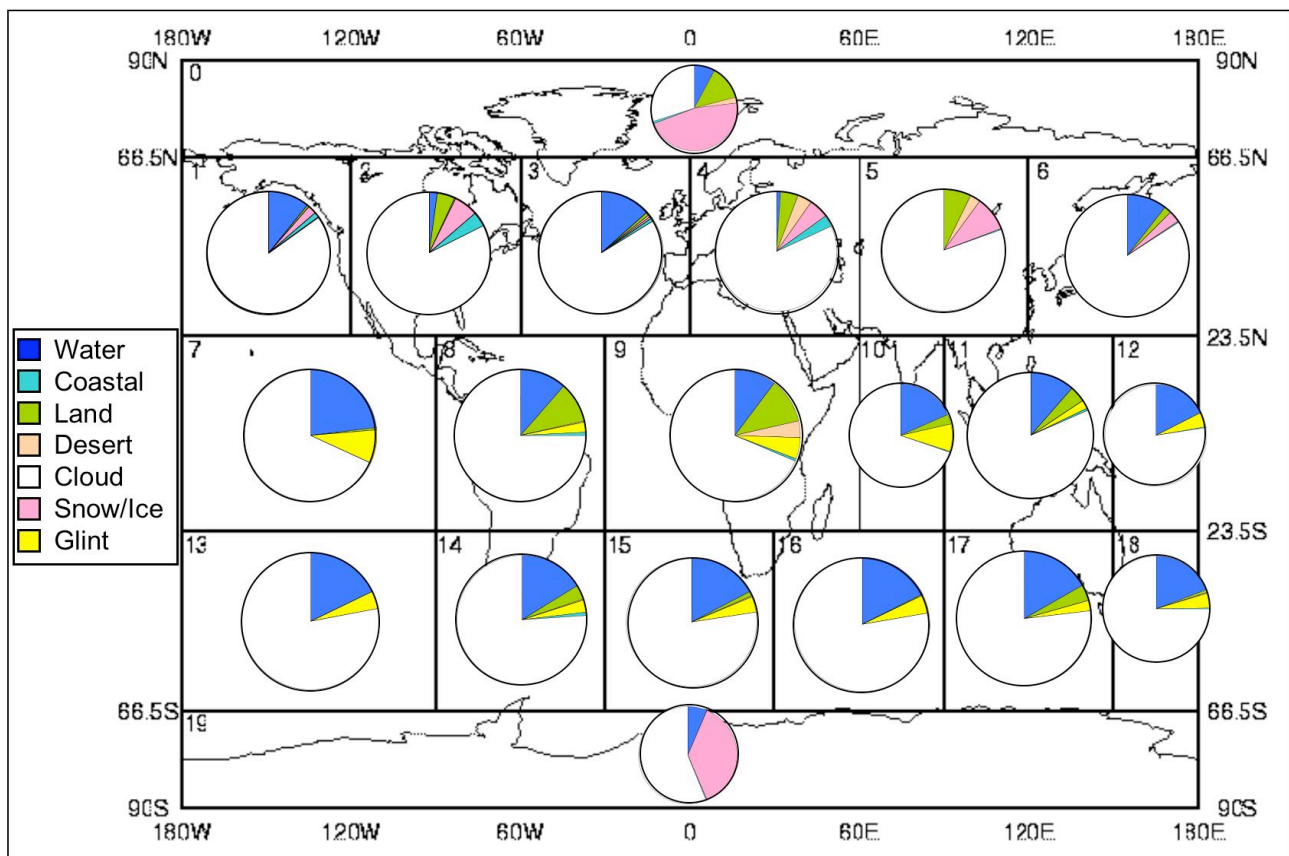 180W 120W 60W 0 60E 120E 180E
90N 0 90N
66.5N 66.5N
1 2 3 4 5 6
23.5N
7 8 9 10 11 12
Water
Coastal
Land
Desert
Cloud
Snow/Ice
Glint
23.5S
13 14 15 16 17 18
66.5S 66.5S
19
90S 90S
180W 120W 60W 0 60E 120E 180E